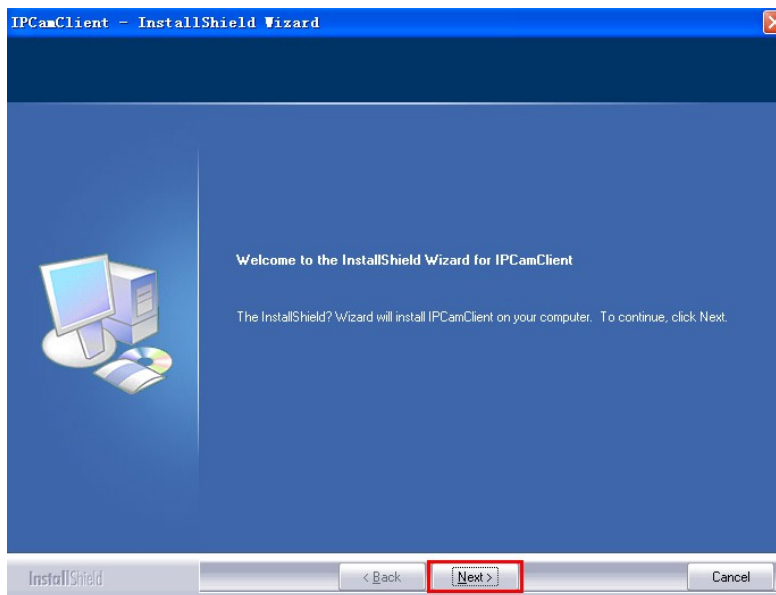 IPCamClient - InstallShield Wizard
Welcome to the InstallShield Wizard for IPCamClient
The InstallShield? Wizard will install IPCamClient on your computer. To continue, click Next.
InstallShield
< Back
Next >
Cancel